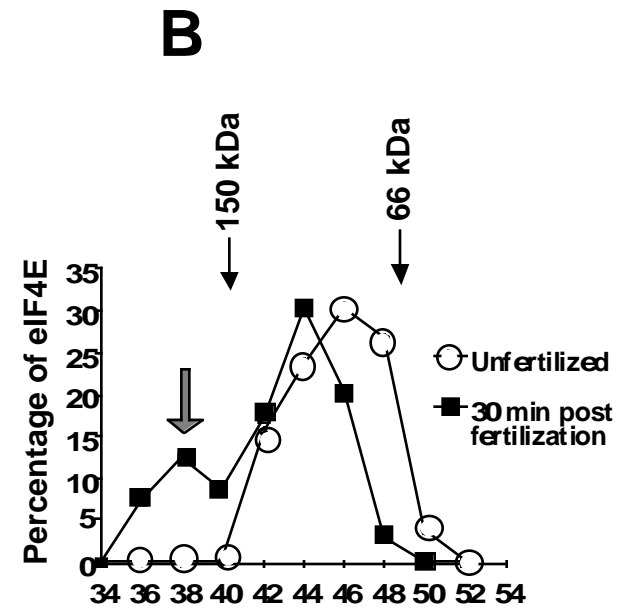 B
150 kDa
66 kDa
Percentage of eIF4E
35
30
25
20
15
10
5
0
34 36 38 40 42 44 46 48 50 52 54
Unfertilized
30 min post
fertilization